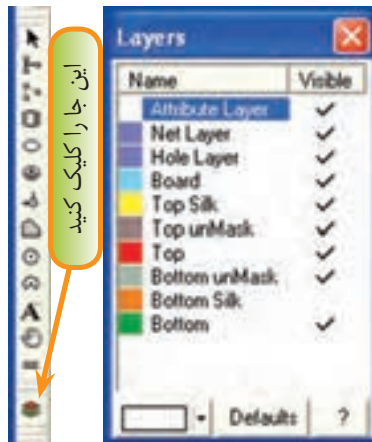 این جا را کلیک کنید
Layers
Name Visible
Attribute Layer
Net Layer
Hole Layer
Board
Top Silk
Top unMask
Top
Bottom unMask
Bottom Silk
Bottom
Defaults ?
T
A